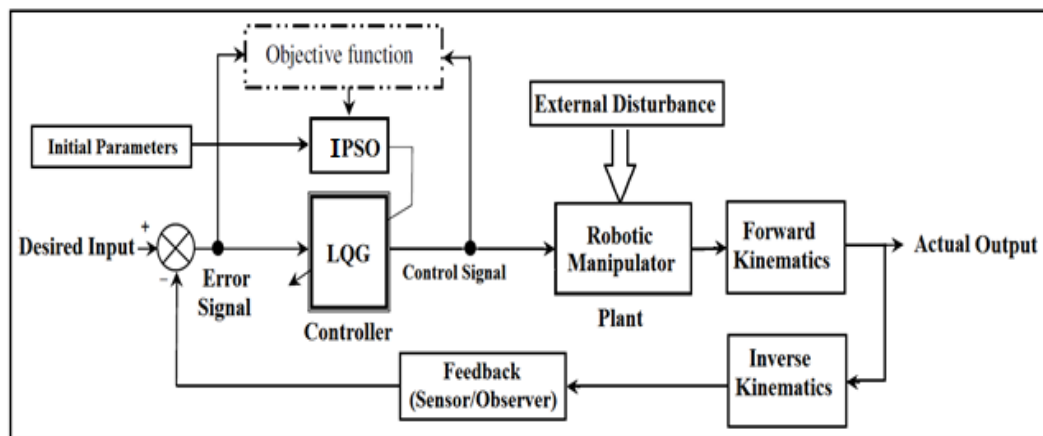 Objective function
External Disturbance
Initial Parameters
IPSO
+
Desired Input
−
Error
Signal
LQG
Controller
Control Signal
Robotic
Manipulator
Plant
Forward
Kinematics
Actual Output
Feedback
(Sensor/Observer)
Inverse
Kinematics